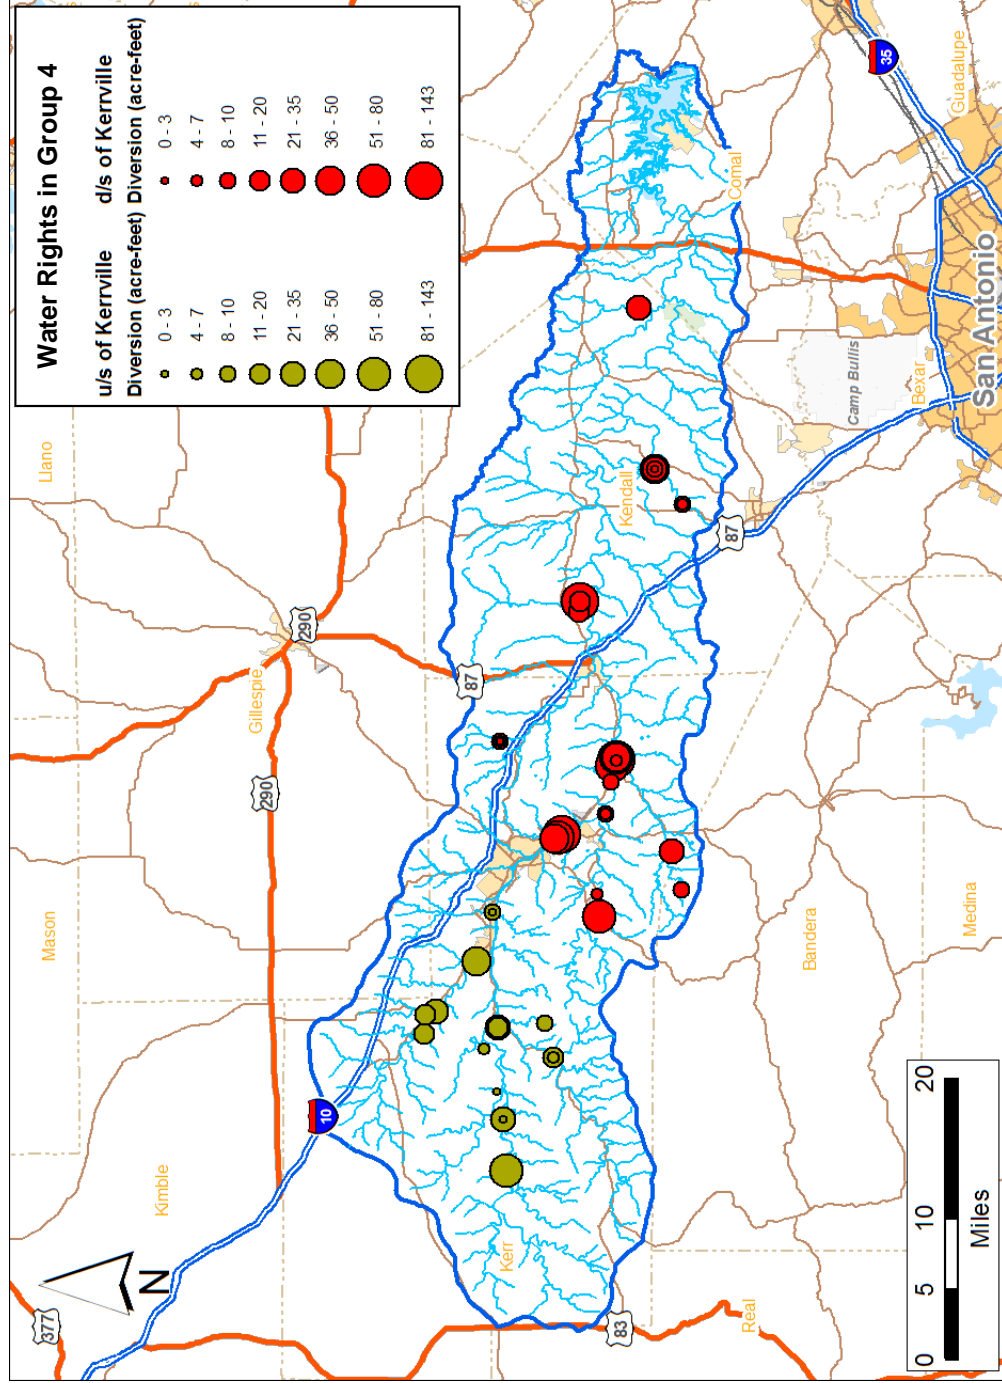 Water Rights in Group 4
u/s of Kerrville
Diversion (acre-feet)
0 - 3
4 - 7
8 - 10
11 - 20
21 - 35
36 - 50
51 - 80
81 - 143
d/s of Kerrville
Diversion (acre-feet)
0 - 3
4 - 7
8 - 10
11 - 20
21 - 35
36 - 50
51 - 80
81 - 143
377
N
Kimble
Mason
Llano
Gillespie
290
290
10
87
Kerr
83
Real
Kendall
87
Comal
Guadalupe
35
Camp Bullis
Bexar
San Antonio
Bandera
Medina
0 5 10 20
Miles